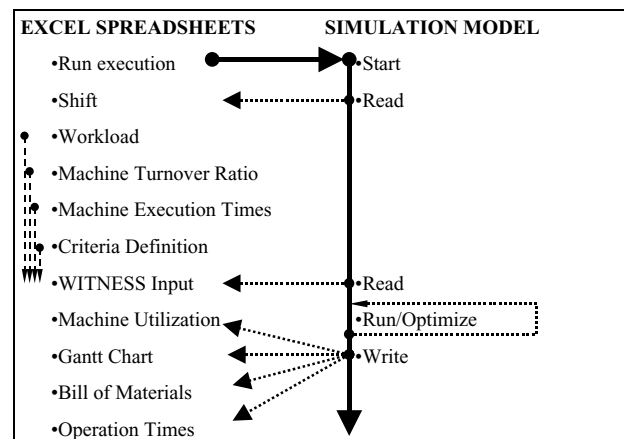 EXCEL SPREADSHEETS SIMULATION MODEL
•Run execution •Start
•Shift •Read
•Workload
•Machine Turnover Ratio
•Machine Execution Times
•Criteria Definition
•WITNESS Input •Read
•Machine Utilization •Run/Optimize
•Gantt Chart •Write
•Bill of Materials
•Operation Times